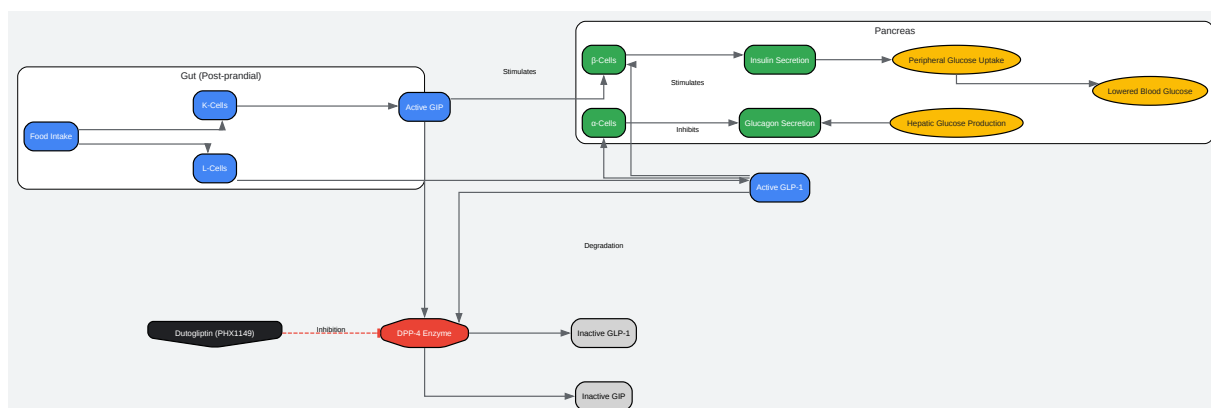 Pancreas
β-Cells
Insulin Secretion
Peripheral Glucose Uptake
Stimulates
Gut (Post-prandial)
Stimulates
Lowered Blood Glucose
K-Cells
Active GIP
α-Cells
Inhibits
Glucagon Secretion
Hepatic Glucose Production
Food Intake
L-Cells
Active GLP-1
Degradation
Dutogliptin (PHX1149)
Inhibition
DPP-4 Enzyme
Inactive GLP-1
Inactive GIP